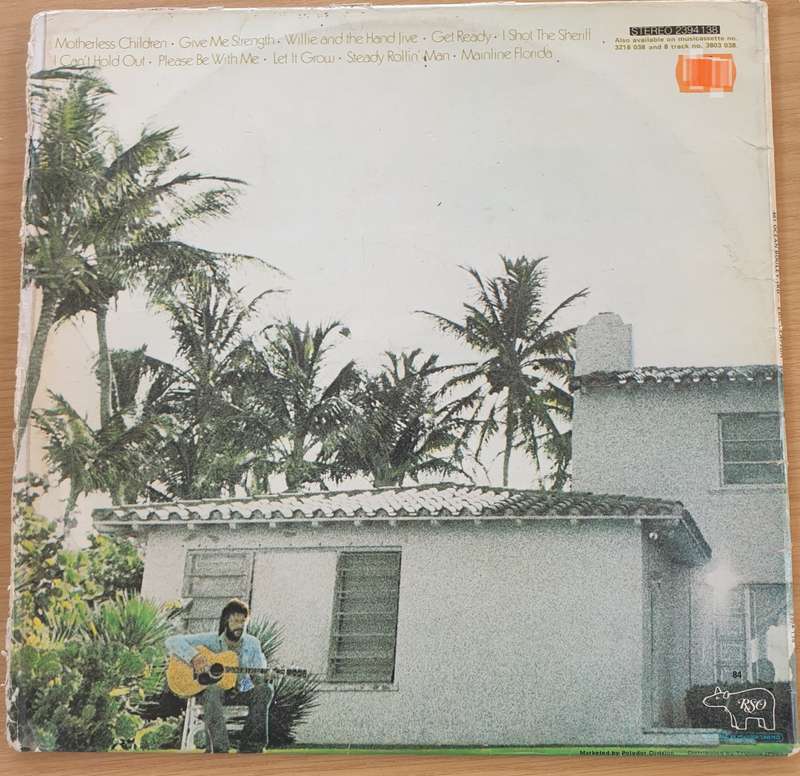 Motherless Children • Give Me Strength • Willie and the Hand Jive • Get Ready • I Shot The Sheriff
I Can't Hold Out • Please Be With Me • Let It Grow • Steady Rollin' Man • Mainline Florida
STEREO 2394 138
Also available on musicassette no.
3216 038 and 8 track no. 3803 038.
84
RSO
Marketed by Polydor Division
Distributed by